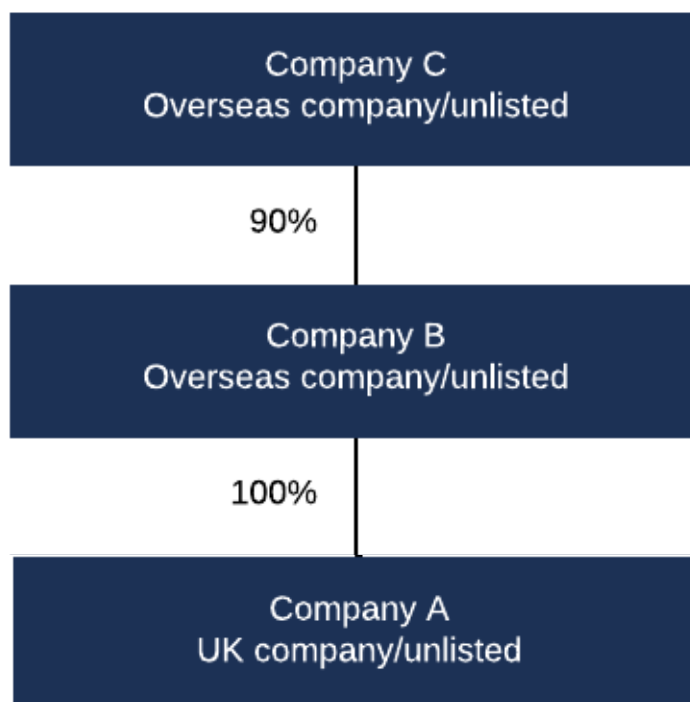 Company C
Overseas company/unlisted
90%
Company B
Overseas company/unlisted
100%
Company A
UK company/unlisted